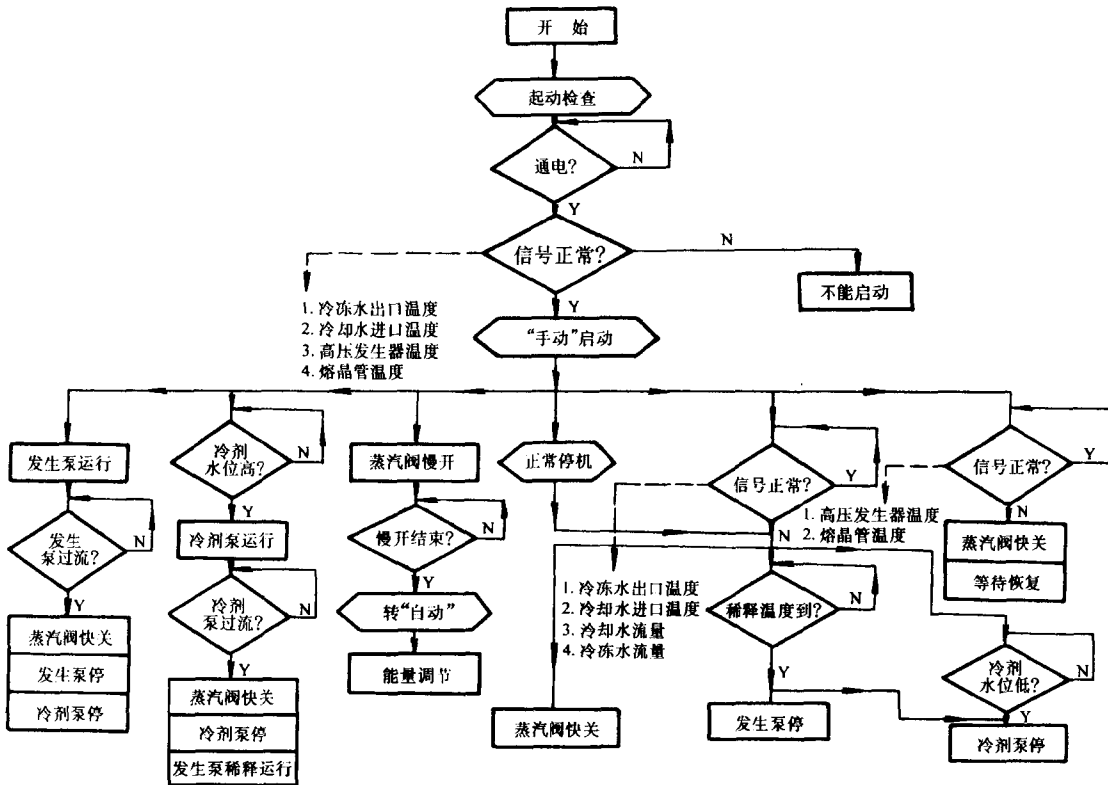 开 始
起动检查
通电?
N
Y
信号正常?
N
不能启动
Y
1. 冷冻水出口温度
2. 冷却水进口温度
3. 高压发生器温度
4. 熔晶管温度
“手动”启动
发生泵运行
发生
泵过流?
N
Y
蒸汽阀快关
发生泵停
冷剂泵停
冷剂
水位高?
N
Y
冷剂泵运行
冷剂
泵过流?
N
Y
蒸汽阀快关
冷剂泵停
发生泵稀释运行
蒸汽阀慢开
慢开结束?
N
Y
转“自动”
能量调节
正常停机
蒸汽阀快关
信号正常?
Y
N
1. 冷冻水出口温度
2. 冷却水进口温度
3. 冷却水流量
4. 冷冻水流量
稀释温度到?
N
Y
发生泵停
信号正常?
Y
N
1. 高压发生器温度
2. 熔晶管温度
蒸汽阀快关
等待恢复
冷剂
水位低?
N
Y
冷剂泵停